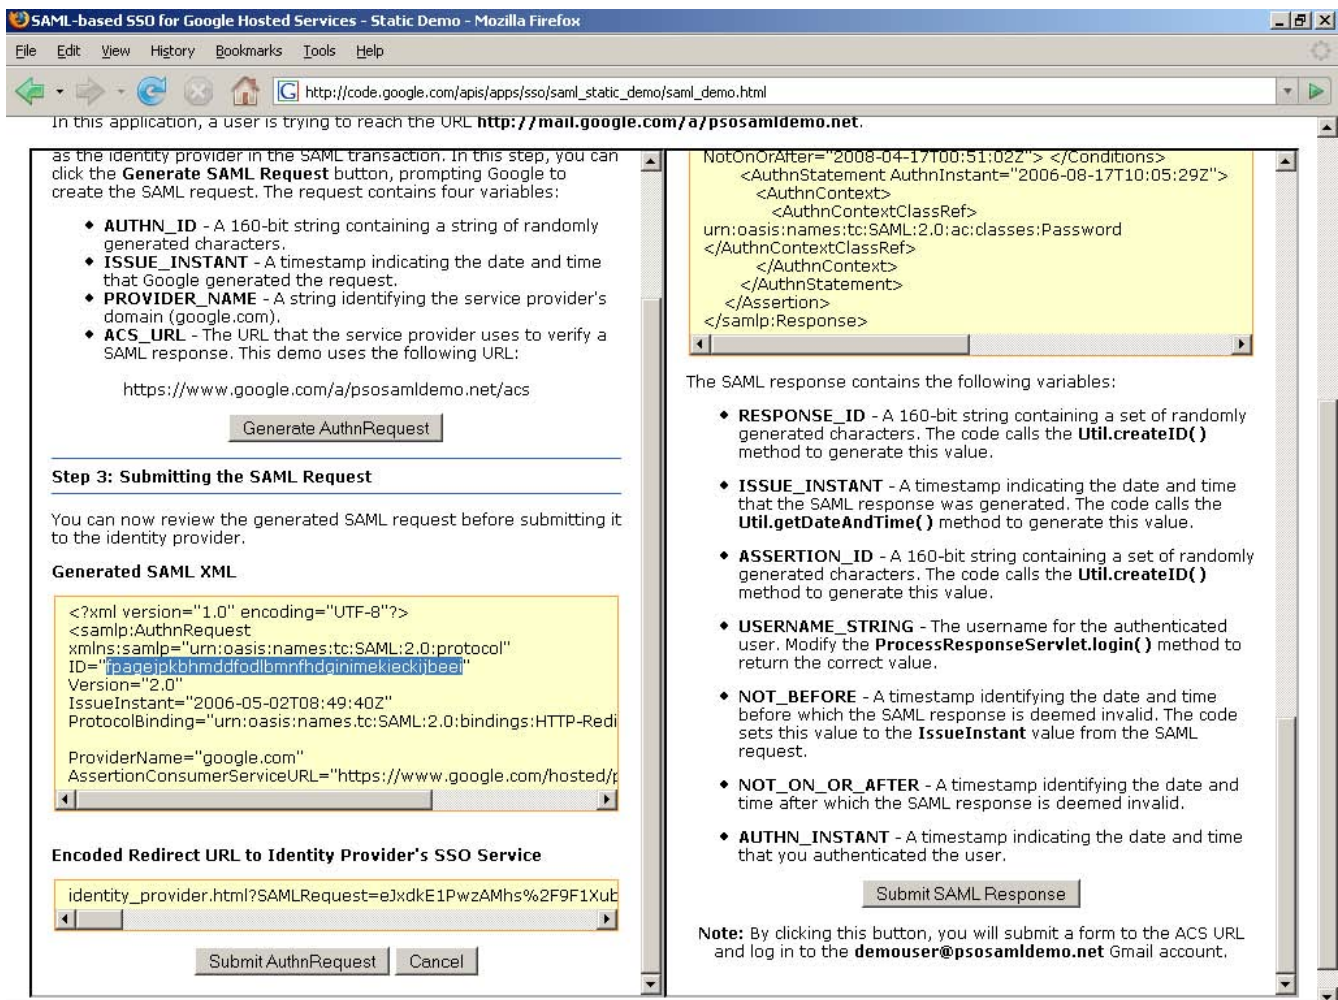 SAML-based SSO for Google Hosted Services - Static Demo - Mozilla Firefox
File Edit View History Bookmarks Tools Help
http://code.google.com/apis/apps/sso/saml_static_demo/saml_demo.html
In this application, a user is trying to reach the URL http://mail.google.com/a/psosamldemo.net.
as the identity provider in the SAML transaction. In this step, you can
click the Generate SAML Request button, prompting Google to
create the SAML request. The request contains four variables:
AUTHN_ID - A 160-bit string containing a string of randomly
generated characters.
ISSUE_INSTANT - A timestamp indicating the date and time
that Google generated the request.
PROVIDER_NAME - A string identifying the service provider's
domain (google.com).
ACS_URL - The URL that the service provider uses to verify a
SAML response. This demo uses the following URL:
https://www.google.com/a/psosamldemo.net/acs
Generate AuthnRequest
Step 3: Submitting the SAML Request
You can now review the generated SAML request before submitting it
to the identity provider.
Generated SAML XML
<?xml version="1.0" encoding="UTF-8"?>
<samlp:AuthnRequest
xmlns:samlp="urn:oasis:names:tc:SAML:2.0:protocol"
ID="fpagejpkbhmddfodlbmnfhdginimekieckijbeei"
Version="2.0"
IssueInstant="2006-05-02T08:49:40Z"
ProtocolBinding="urn:oasis:names.tc:SAML:2.0:bindings:HTTP-Redi
ProviderName="google.com"
AssertionConsumerServiceURL="https://www.google.com/hosted/p
Encoded Redirect URL to Identity Provider's SSO Service
identity_provider.html?SAMLRequest=eJxdkE1PwzAMhs%2F9F1Xub
Submit AuthnRequest Cancel
NotOnOrAfter="2008-04-17T00:51:02Z"> </Conditions>
<AuthnStatement AuthnInstant="2006-08-17T10:05:29Z">
<AuthnContext>
<AuthnContextClassRef>
urn:oasis:names:tc:SAML:2.0:ac:classes:Password
</AuthnContextClassRef>
</AuthnContext>
</AuthnStatement>
</Assertion>
</samlp:Response>
The SAML response contains the following variables:
RESPONSE_ID - A 160-bit string containing a set of randomly
generated characters. The code calls the Util.createID( )
method to generate this value.
ISSUE_INSTANT - A timestamp indicating the date and time
that the SAML response was generated. The code calls the
Util.getDateAndTime( ) method to generate this value.
ASSERTION_ID - A 160-bit string containing a set of randomly
generated characters. The code calls the Util.createID( )
method to generate this value.
USERNAME_STRING - The username for the authenticated
user. Modify the ProcessResponseServlet.login( ) method to
return the correct value.
NOT_BEFORE - A timestamp identifying the date and time
before which the SAML response is deemed invalid. The code
sets this value to the IssueInstant value from the SAML
request.
NOT_ON_OR_AFTER - A timestamp identifying the date and
time after which the SAML response is deemed invalid.
AUTHN_INSTANT - A timestamp indicating the date and time
that you authenticated the user.
Submit SAML Response
Note: By clicking this button, you will submit a form to the ACS URL
and log in to the demouser@psosamldemo.net Gmail account.